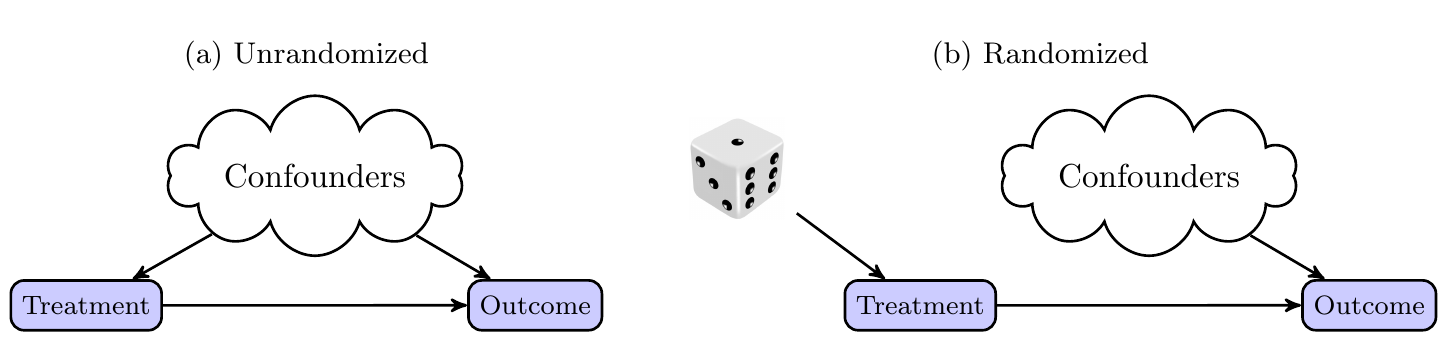 (a) Unrandomized
Confounders
Treatment
Outcome
(b) Randomized
Confounders
Treatment
Outcome